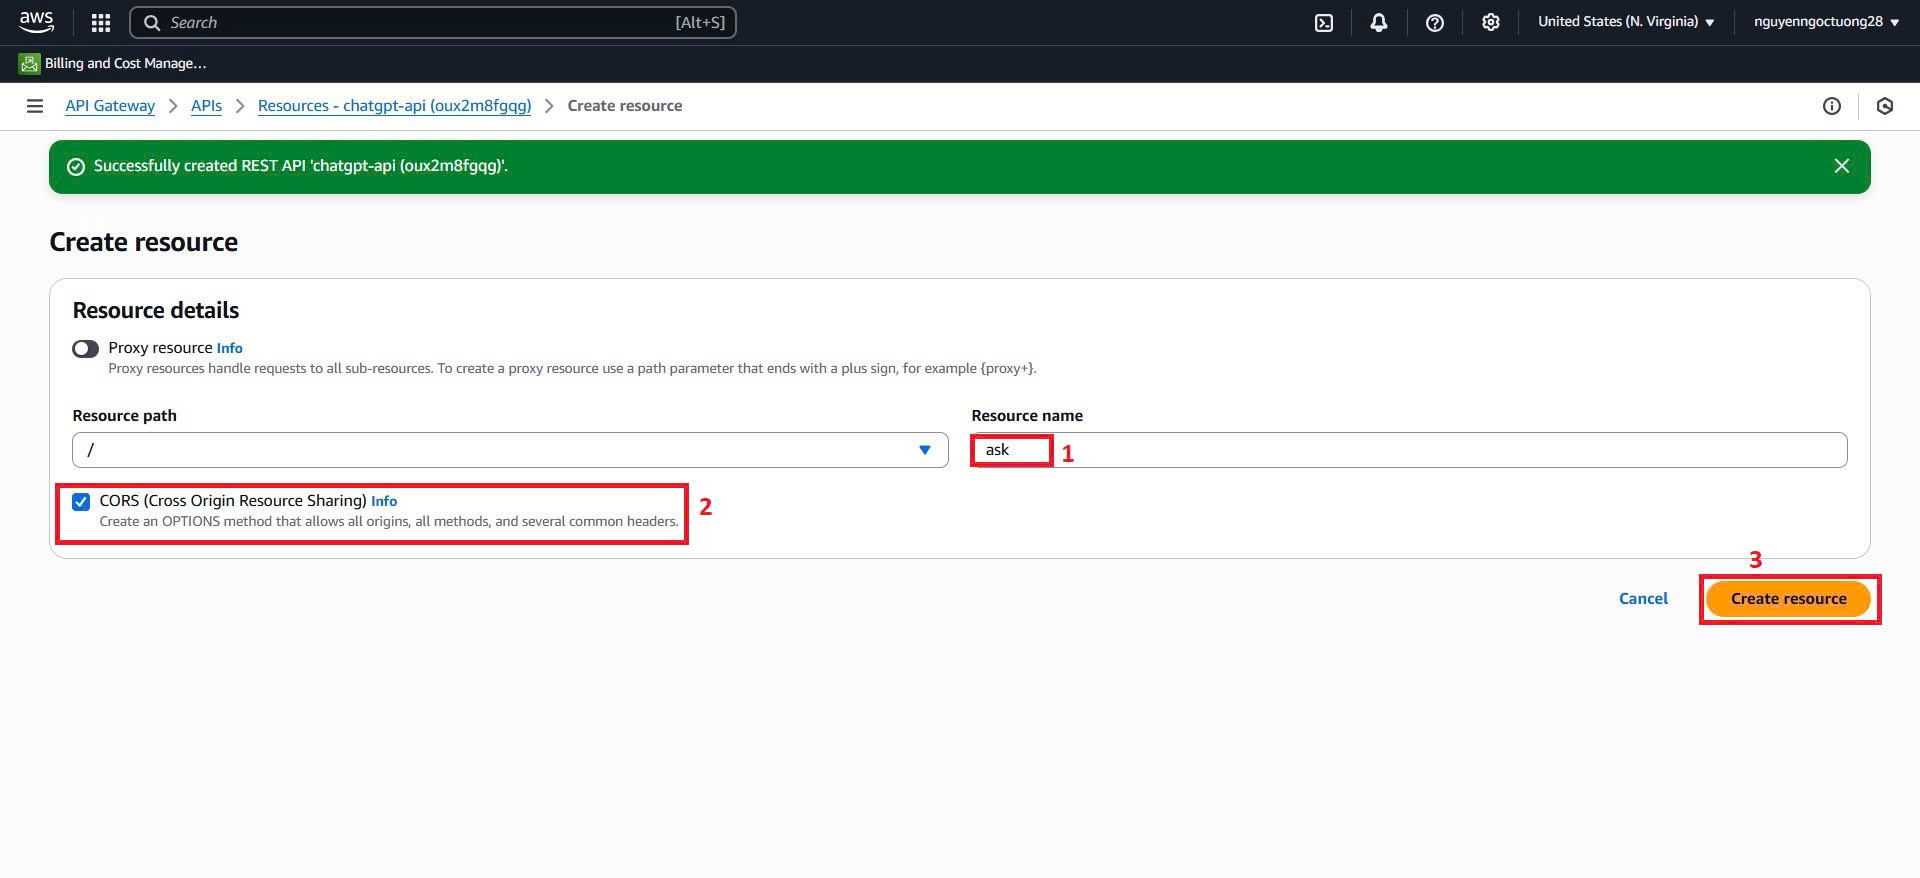 aws Search [Alt+S] United States (N. Virginia) nguyenngoctuong28
Billing and Cost Manage...
API Gateway APIs Resources - chatgpt-api (oux2m8fgqg) Create resource
Successfully created REST API 'chatgpt-api (oux2m8fgqg)'.
Create resource
Resource details
Proxy resource Info
Proxy resources handle requests to all sub-resources. To create a proxy resource use a path parameter that ends with a plus sign, for example {proxy+}.
Resource path Resource name
/ ask 1
CORS (Cross Origin Resource Sharing) Info 2
Create an OPTIONS method that allows all origins, all methods, and several common headers.
3
Cancel Create resource